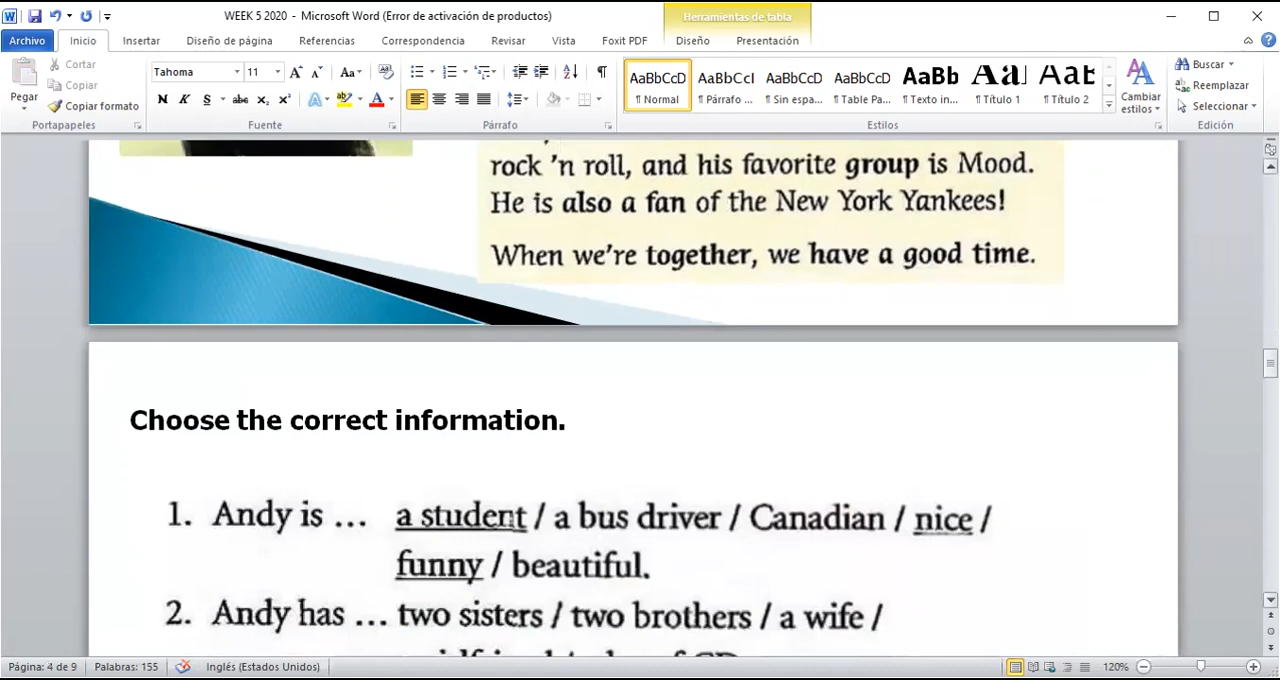 WEEK 5 2020 - Microsoft Word (Error de activación de productos)
Herramientas de tabla
Archivo Inicio Insertar Diseño de página Referencias Correspondencia Revisar Vista Foxit PDF Diseño Presentación
Pegar
Cortar
Copiar
Copiar formato
Portapapeles
Tahoma 11
N K S abc x₂ x²
Fuente
Párrafo
AaBbCcD AaBbCcI AaBbCcD AaBbCcD AaBb AaI Aat
¶ Normal ¶ Párrafo ... ¶ Sin espa... ¶ Table Pa... ¶ Texto in... ¶ Título 1 ¶ Título 2
Cambiar estilos
Estilos
Buscar
Reemplazar
Seleccionar
Edición
rock 'n roll, and his favorite group is Mood.
He is also a fan of the New York Yankees!
When we're together, we have a good time.
Choose the correct information.
1. Andy is ... a student / a bus driver / Canadian / nice /
funny / beautiful.
2. Andy has ... two sisters / two brothers / a wife /
Página: 4 de 9 Palabras: 155 Inglés (Estados Unidos) 120%